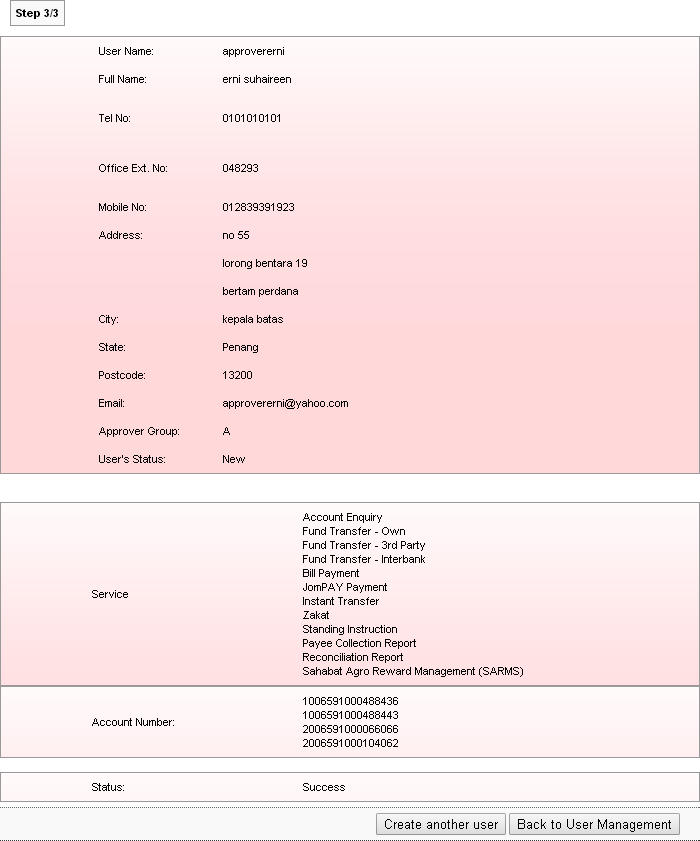 Step 3/3
User Name: approvererni
Full Name: erni suhaireen
Tel No: 0101010101
Office Ext. No: 048293
Mobile No: 012839391923
Address: no 55
lorong bentara 19
bertam perdana
City: kepala batas
State: Penang
Postcode: 13200
Email: approvererni@yahoo.com
Approver Group: A
User's Status: New
Service
Account Enquiry
Fund Transfer - Own
Fund Transfer - 3rd Party
Fund Transfer - Interbank
Bill Payment
JomPAY Payment
Instant Transfer
Zakat
Standing Instruction
Payee Collection Report
Reconciliation Report
Sahabat Agro Reward Management (SARMS)
Account Number:
1006591000488436
1006591000488443
2006591000066066
2006591000104062
Status: Success
Create another user Back to User Management